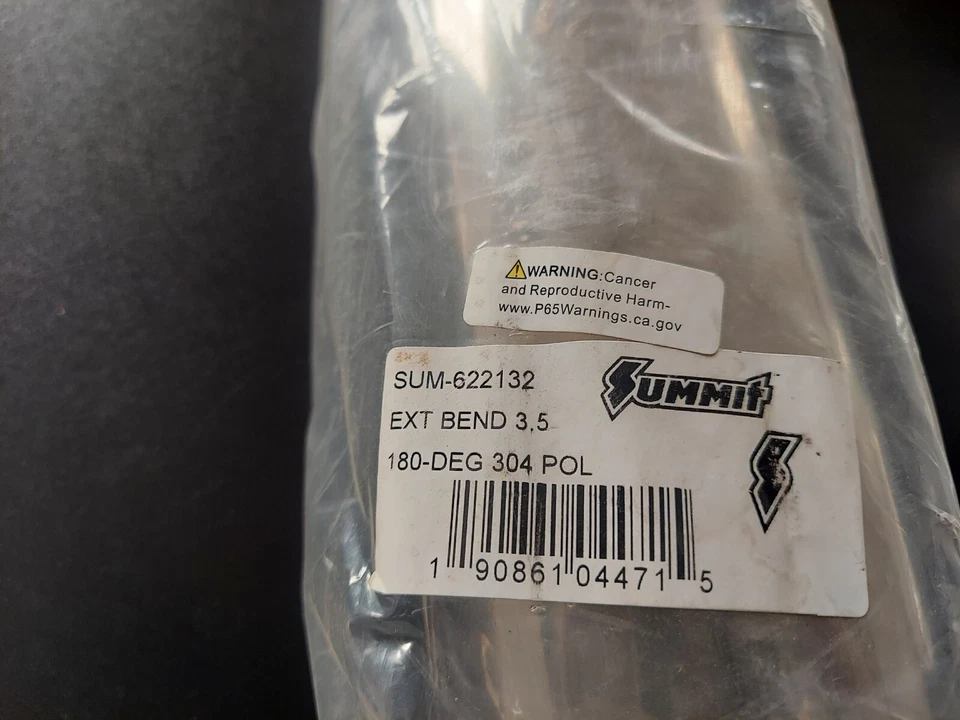 ⚠WARNING:Cancer
and Reproductive Harm-
www.P65Warnings.ca.gov
SUM-622132
SUMMIT
EXT BEND 3,5
180-DEG 304 POL
1 90861 04471 5